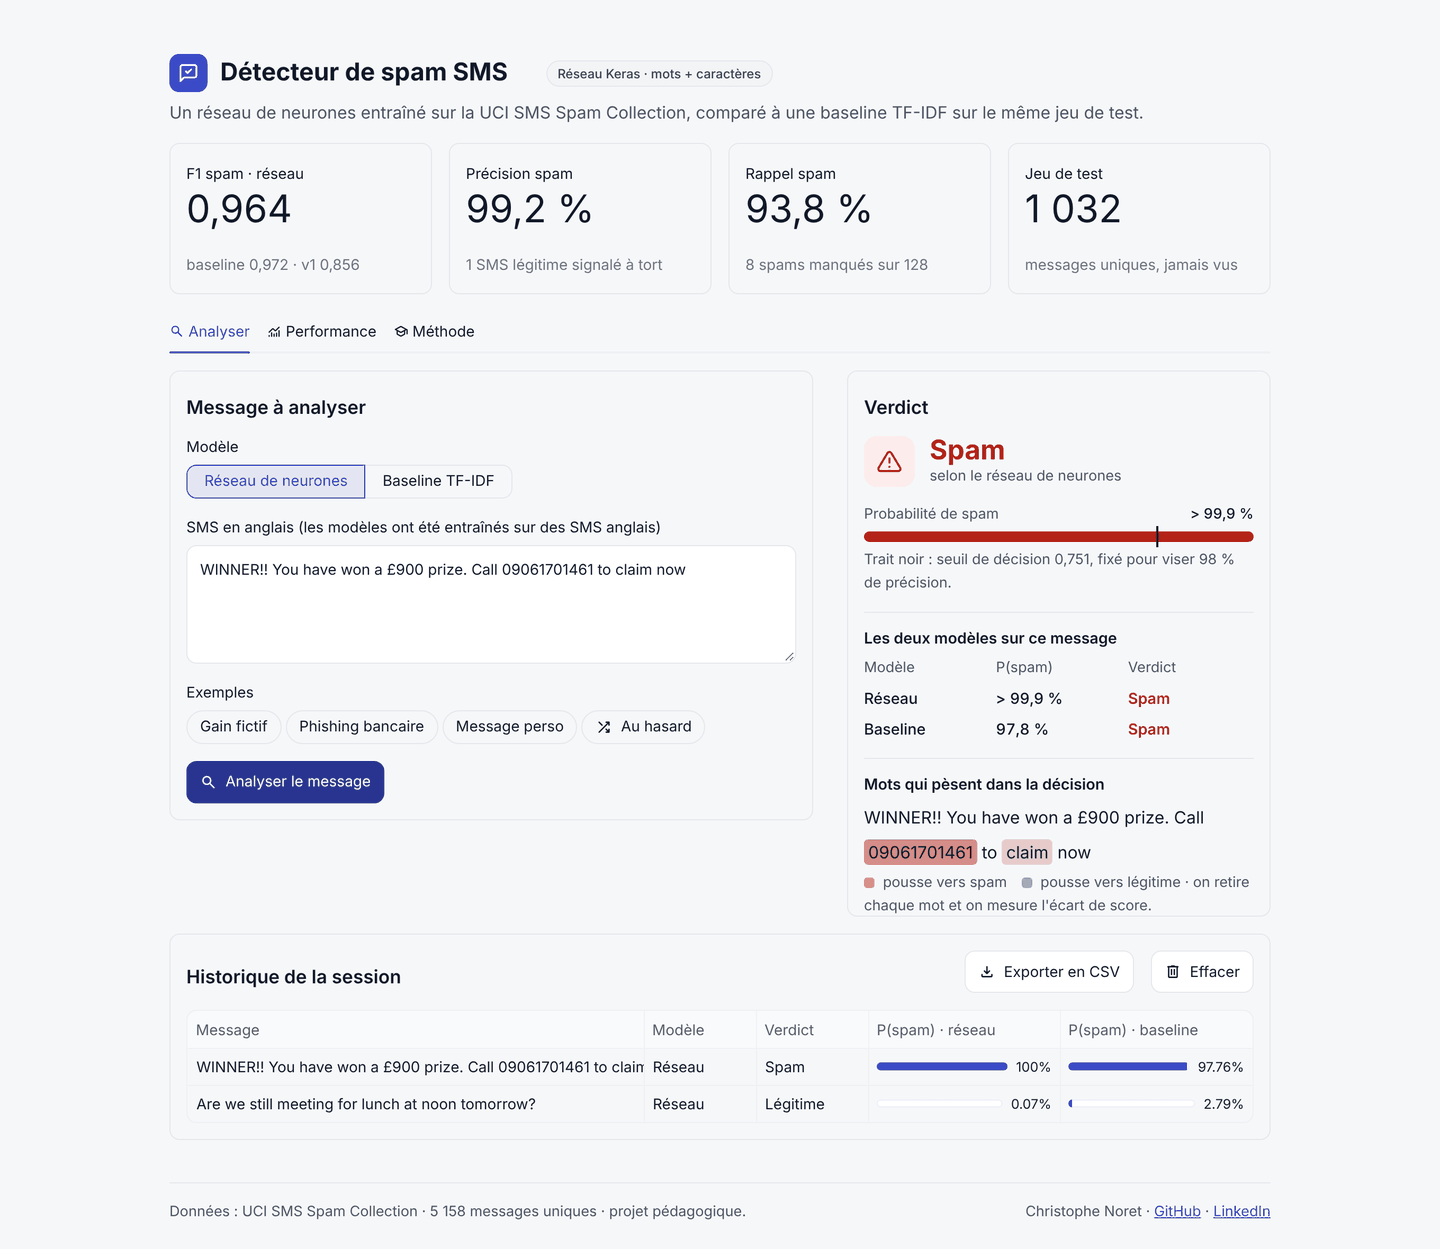 Détecteur de spam SMS
Réseau Keras · mots + caractères
Un réseau de neurones entraîné sur la UCI SMS Spam Collection, comparé à une baseline TF-IDF sur le même jeu de test.
F1 spam · réseau
0,964
baseline 0,972 · v1 0,856
Précision spam
99,2 %
1 SMS légitime signalé à tort
Rappel spam
93,8 %
8 spams manqués sur 128
Jeu de test
1 032
messages uniques, jamais vus
Analyser
Performance
Méthode
Message à analyser
Modèle
Réseau de neurones
Baseline TF-IDF
SMS en anglais (les modèles ont été entraînés sur des SMS anglais)
WINNER!! You have won a £900 prize. Call 09061701461 to claim now
Exemples
Gain fictif
Phishing bancaire
Message perso
Au hasard
Analyser le message
Verdict
Spam
selon le réseau de neurones
Probabilité de spam
> 99,9 %
Trait noir : seuil de décision 0,751, fixé pour viser 98 %
de précision.
Les deux modèles sur ce message
Modèle P(spam) Verdict
Réseau > 99,9 % Spam
Baseline 97,8 % Spam
Mots qui pèsent dans la décision
WINNER!! You have won a £900 prize. Call
09061701461 to claim now
pousse vers spam pousse vers légitime · on retire
chaque mot et on mesure l'écart de score.
Historique de la session
Exporter en CSV
Effacer
Message Modèle Verdict P(spam) · réseau P(spam) · baseline
WINNER!! You have won a £900 prize. Call 09061701461 to claim Réseau Spam 100% 97.76%
Are we still meeting for lunch at noon tomorrow? Réseau Légitime 0.07% 2.79%
Données : UCI SMS Spam Collection · 5 158 messages uniques · projet pédagogique.
Christophe Noret · GitHub · LinkedIn